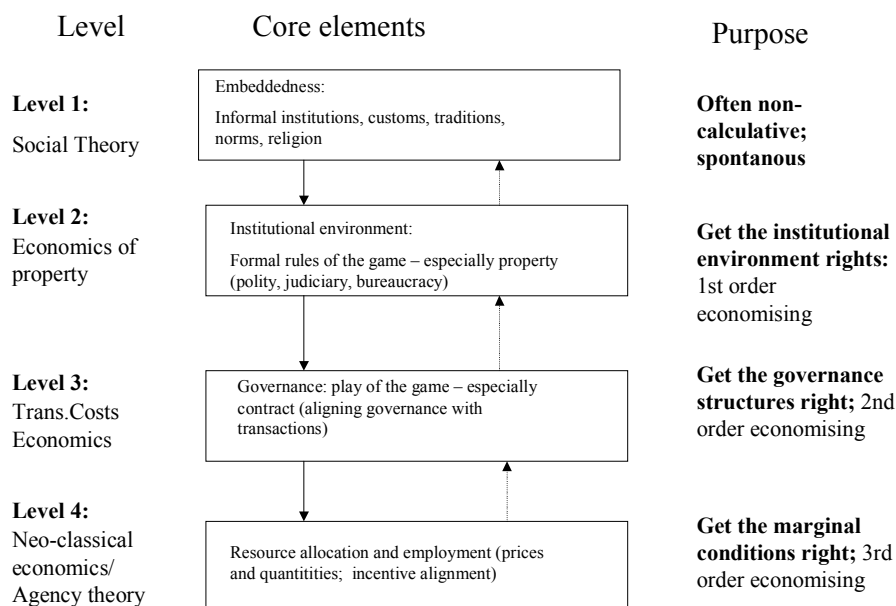 Level Core elements Purpose
Level 1:
Social Theory
Embeddedness:
Informal institutions, customs, traditions,
norms, religion
Often non-
calculative;
spontanous
Level 2:
Economics of
property
Institutional environment:
Formal rules of the game – especially property
(polity, judiciary, bureaucracy)
Get the institutional
environment rights:
1st order
economising
Level 3:
Trans.Costs
Economics
Governance: play of the game – especially
contract (aligning governance with
transactions)
Get the governance
structures right; 2nd
order economising
Level 4:
Neo-classical
economics/
Agency theory
Resource allocation and employment (prices
and quantitities; incentive alignment)
Get the marginal
conditions right; 3rd
order economising